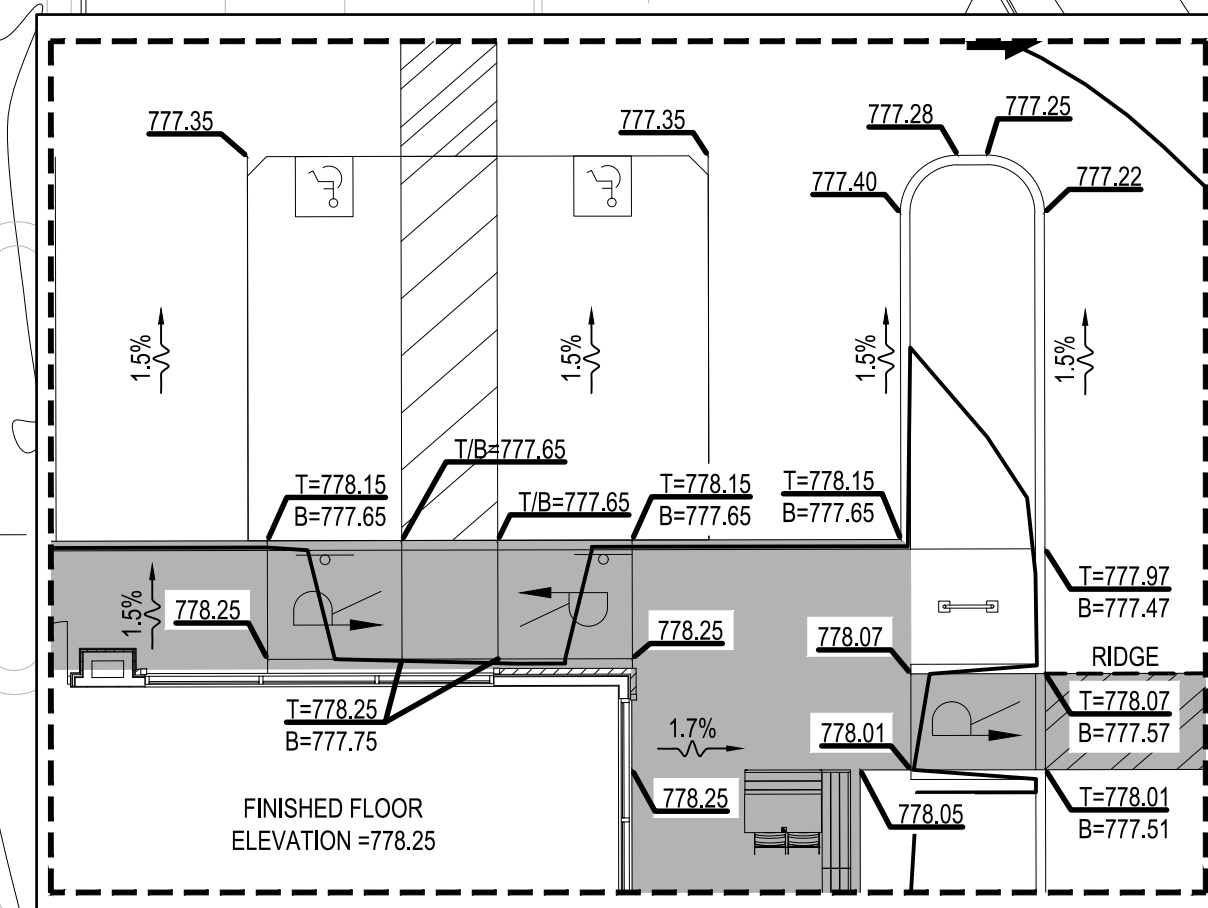 777.35
777.35
777.28
777.25
777.40
777.22
1.5%
1.5%
1.5%
1.5%
T/B=777.65
T=778.15
B=777.65
T/B=777.65
T=778.15
B=777.65
T=778.15
B=777.65
1.5%
778.25
778.25
778.07
T=777.97
B=777.47
RIDGE
T=778.25
B=777.75
T=778.07
B=777.57
1.7%
778.01
778.25
778.05
T=778.01
B=777.51
FINISHED FLOOR
ELEVATION =778.25